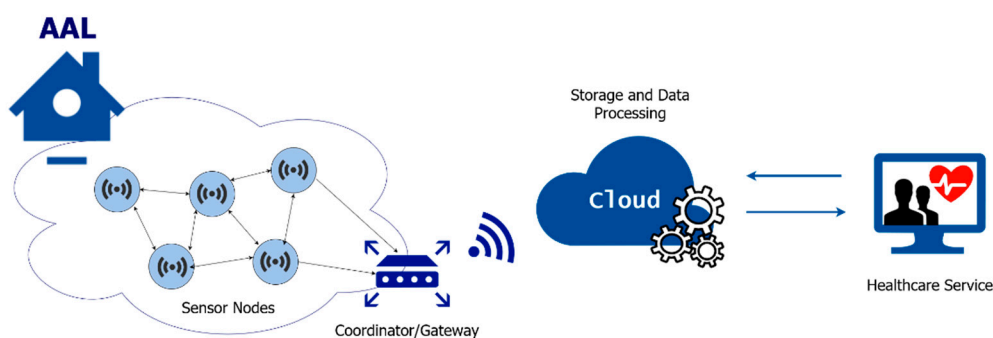 AAL
Sensor Nodes
Coordinator/Gateway
Storage and Data
Processing
Cloud
Healthcare Service